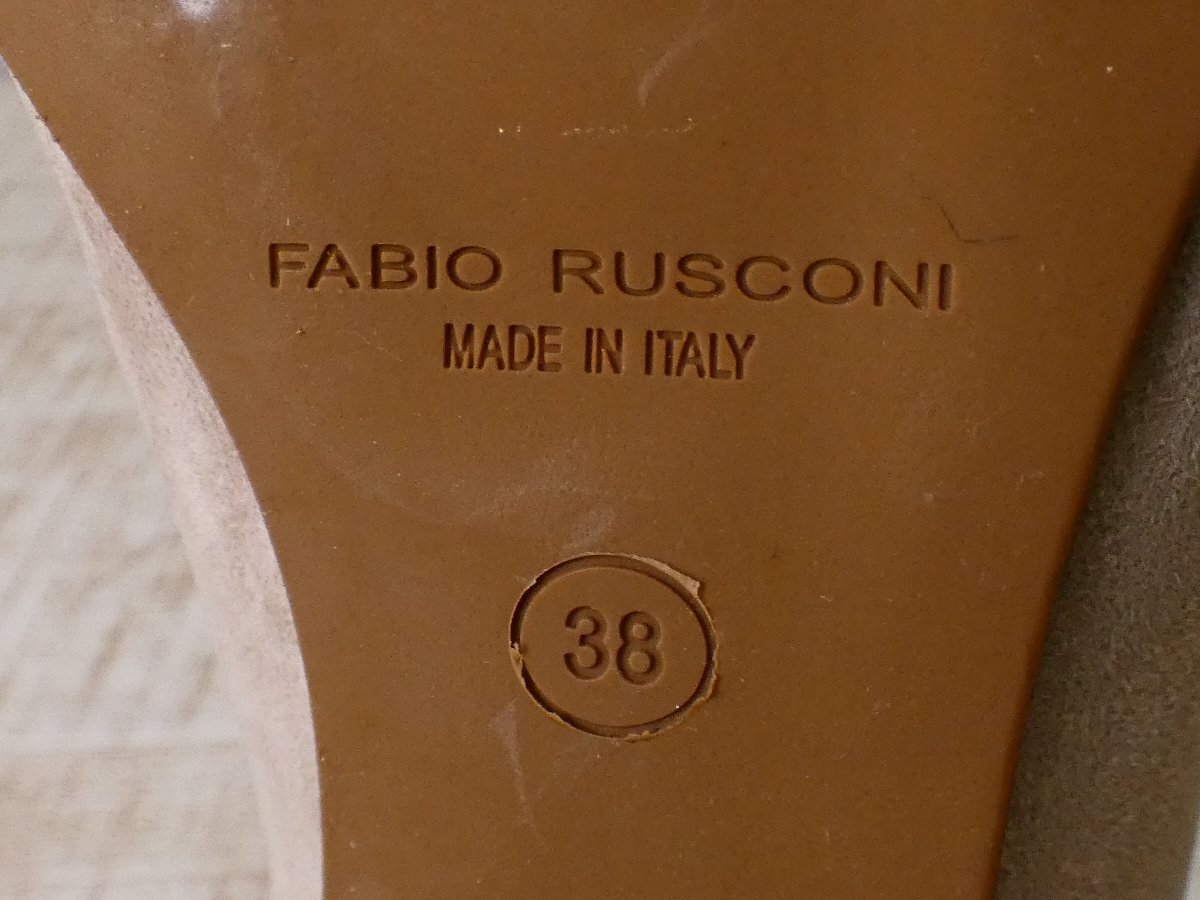 FABIO RUSCONI
MADE IN ITALY
38